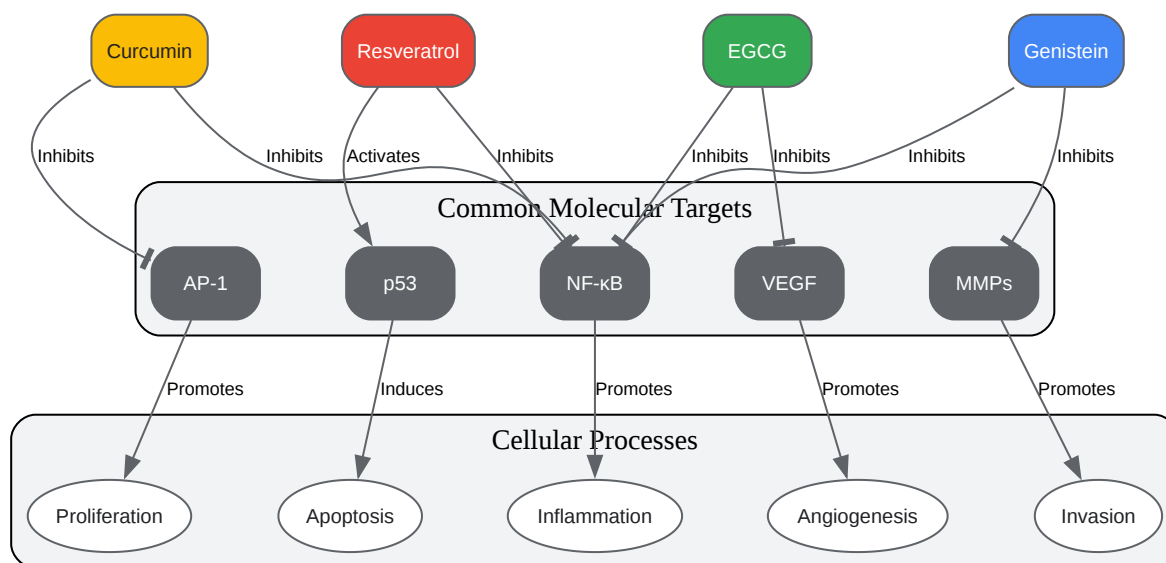 Curcumin
Resveratrol
EGCG
Genistein
Inhibits
Inhibits
Activates
Inhibits
Inhibits
Inhibits
Inhibits
Inhibits
Common Molecular Targets
AP-1
p53
NF-κB
VEGF
MMPs
Promotes
Induces
Promotes
Promotes
Promotes
Cellular Processes
Proliferation
Apoptosis
Inflammation
Angiogenesis
Invasion